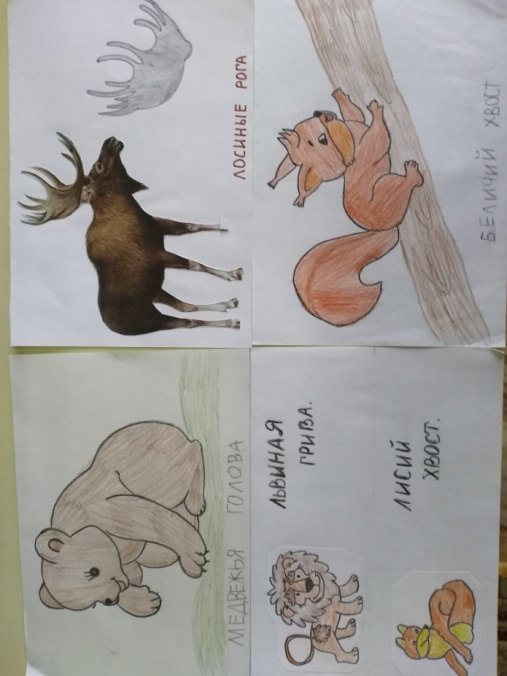 ЛОСИНЫЕ РОГА
БЕЛИЧИЙ ХВОСТ
МЕДВЕЖЬЯ ГОЛОВА
ЛЬВИНАЯ
ГРИВА.
ЛИСИЙ
ХВОСТ.